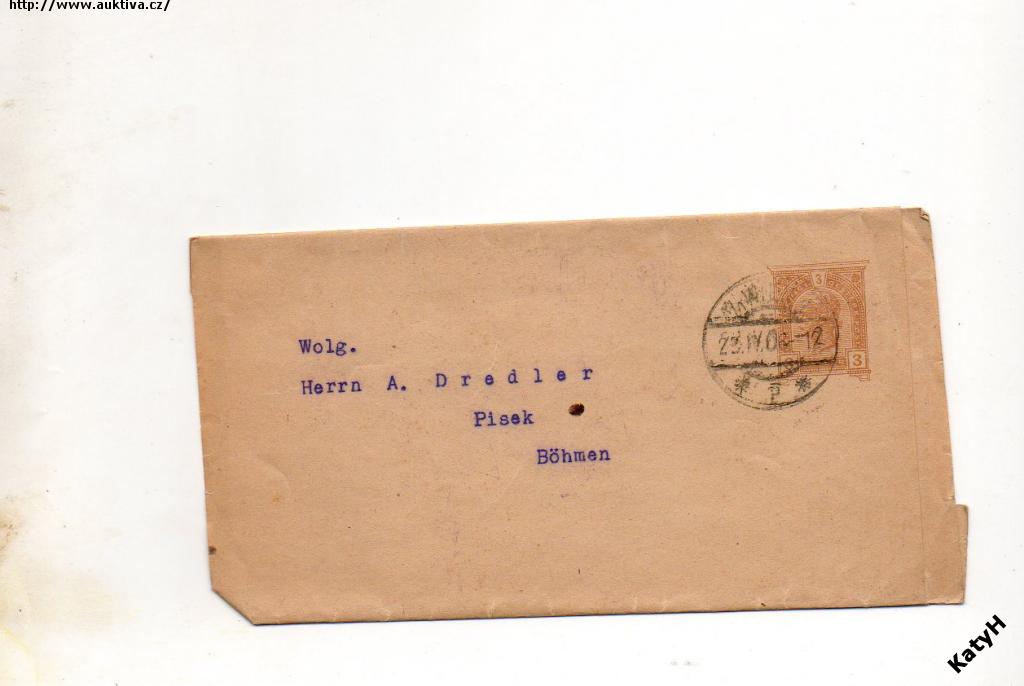 http://www.auktiva.cz/
3
3
Wolg.
Herrn A. Dredler
Pisek
Böhmen
* p *
KatyH